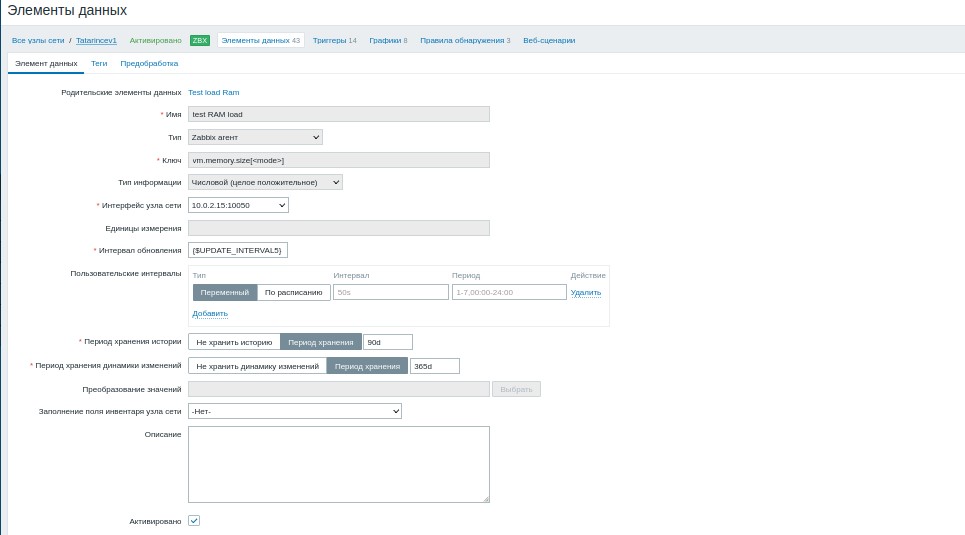 Элементы данных
Все узлы сети / Tatarincev1 Активировано ZBX Элементы данных 43 Триггеры 14 Графики 8 Правила обнаружения 3 Веб-сценарии
Элемент данных Теги Предобработка
Родительские элементы данных Test load Ram
* Имя test RAM load
Тип Zabbix агент
* Ключ vm.memory.size[<mode>]
Тип информации Числовой (целое положительное)
* Интерфейс узла сети 10.0.2.15:10050
Единицы измерения
* Интервал обновления {$UPDATE_INTERVAL5}
Пользовательские интервалы Тип Интервал Период Действие
Переменный По расписанию 50s 1-7,00:00-24:00 Удалить
Добавить
* Период хранения истории Не хранить историю Период хранения 90d
* Период хранения динамики изменений Не хранить динамику изменений Период хранения 365d
Преобразование значений Выбрать
Заполнение поля инвентаря узла сети -Нет-
Описание
Активировано